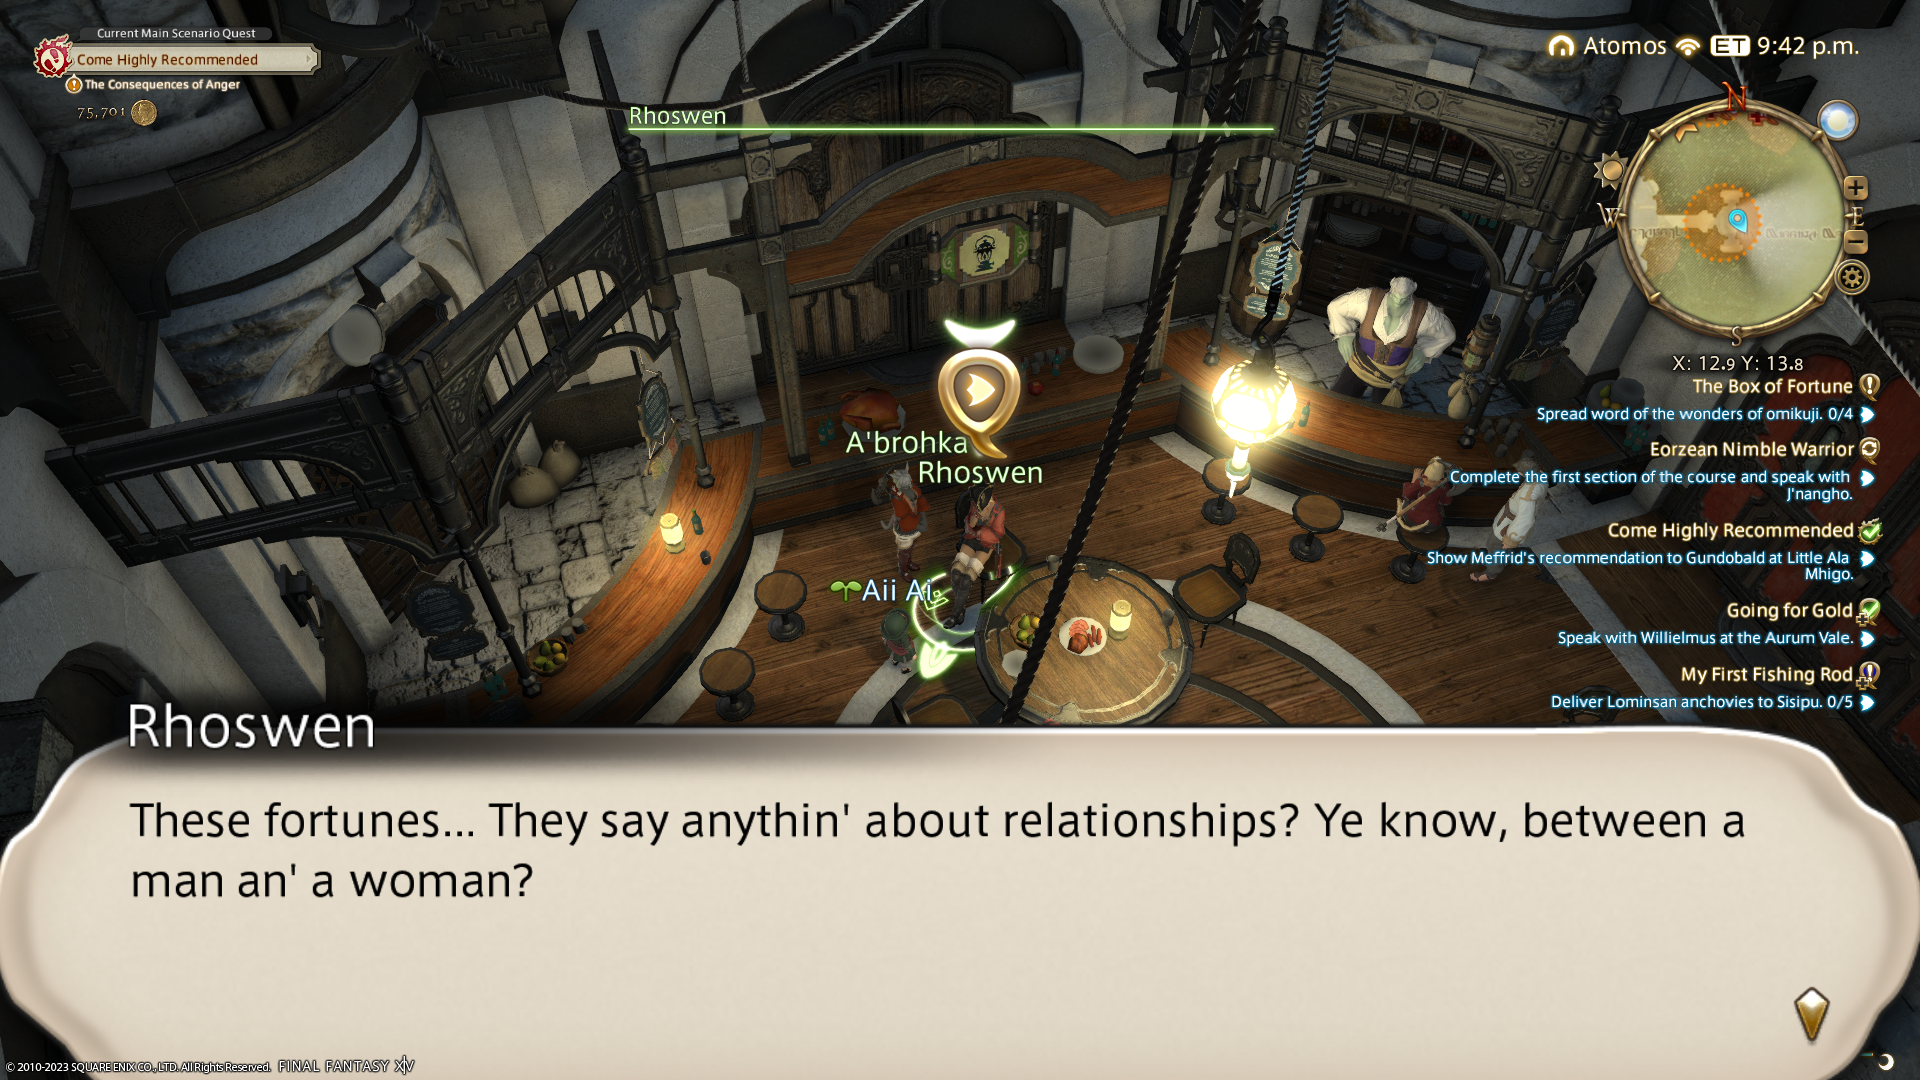 Current Main Scenario Quest
Come Highly Recommended
The Consequences of Anger
75,701
Rhoswen
Atomos ET 9:42 p.m.
N
W
E
S
X: 12.9 Y: 13.8
The Box of Fortune
Spread word of the wonders of omikuji. 0/4
Eorzean Nimble Warrior
Complete the first section of the course and speak with
J'nangho.
Come Highly Recommended
Show Meffrid's recommendation to Gundobald at Little Ala
Mhigo.
Going for Gold
Speak with Willielmus at the Aurum Vale.
My First Fishing Rod
Deliver Lominsan anchovies to Sisipu. 0/5
A'brohka
Rhoswen
Aii Ai
Rhoswen
These fortunes... They say anythin' about relationships? Ye know, between a
man an' a woman?
© 2010-2023 SQUARE ENIX CO., LTD. All Rights Reserved. FINAL FANTASY XIV